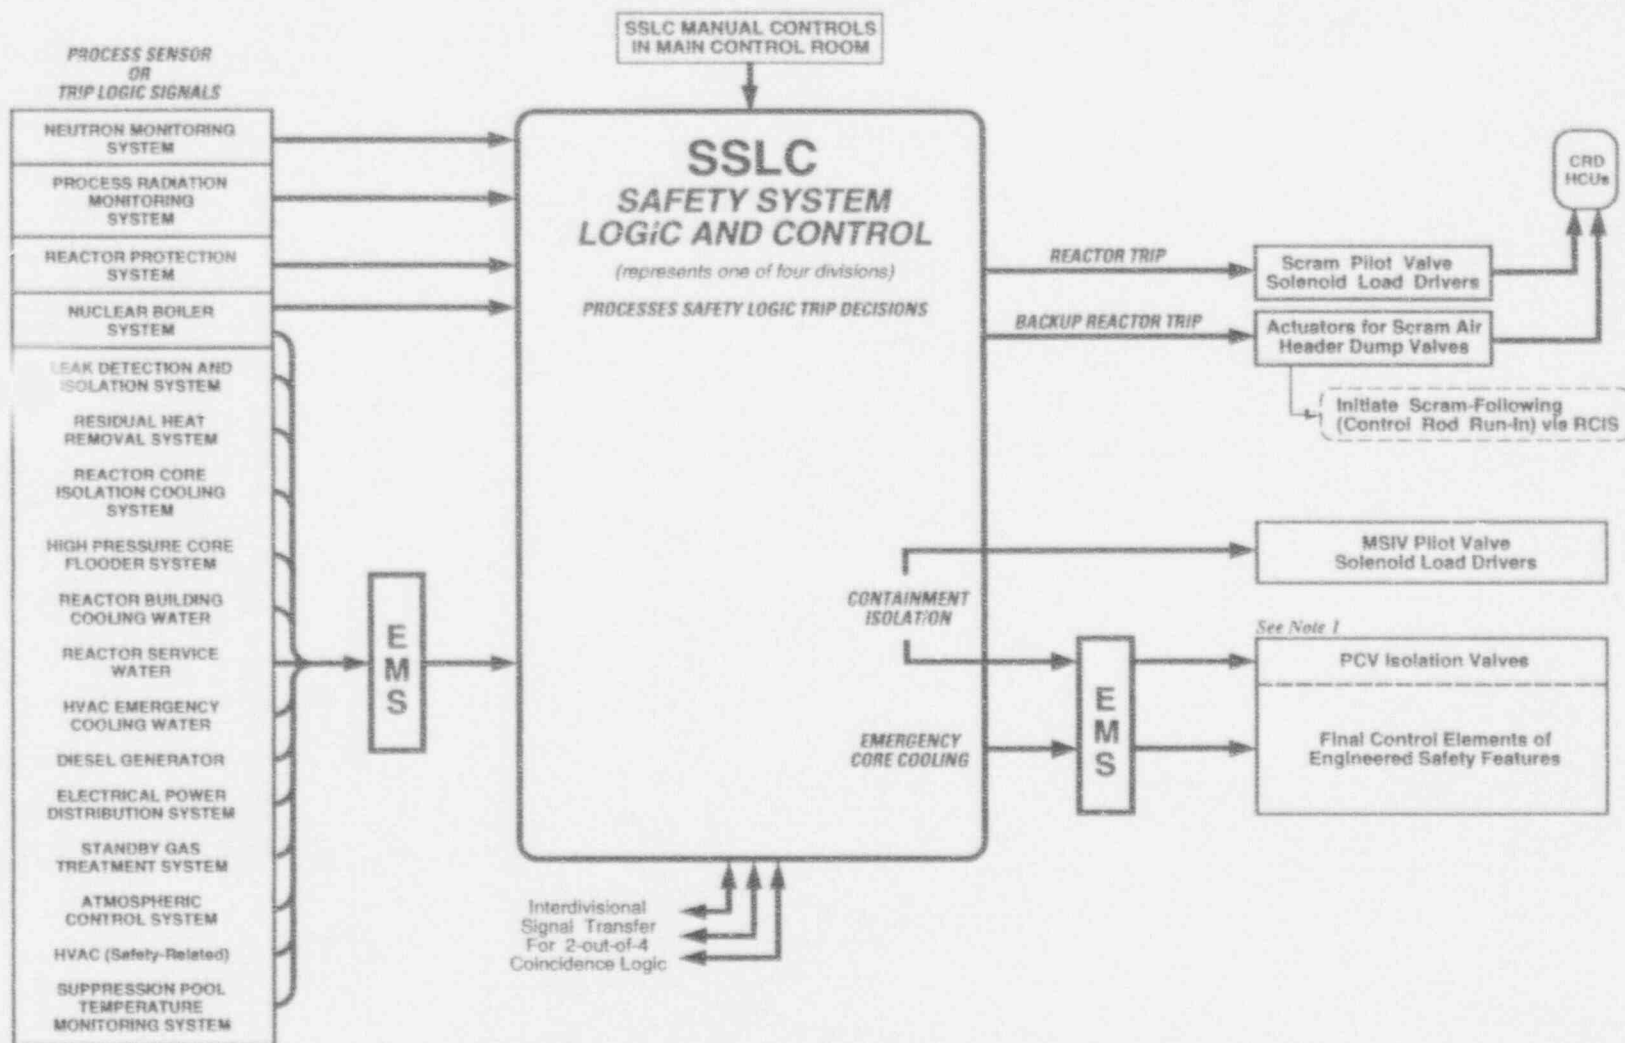 SSLC MANUAL CONTROLS
IN MAIN CONTROL ROOM
PROCESS SENSOR
OR
TRIP LOGIC SIGNALS
NEUTRON MONITORING
SYSTEM
PROCESS RADIATION
MONITORING
SYSTEM
REACTOR PROTECTION
SYSTEM
NUCLEAR BOILER
SYSTEM
LEAK DETECTION AND
ISOLATION SYSTEM
RESIDUAL HEAT
REMOVAL SYSTEM
REACTOR CORE
ISOLATION COOLING
SYSTEM
HIGH PRESSURE CORE
FLOODER SYSTEM
REACTOR BUILDING
COOLING WATER
REACTOR SERVICE
WATER
HVAC EMERGENCY
COOLING WATER
DIESEL GENERATOR
ELECTRICAL POWER
DISTRIBUTION SYSTEM
STANDBY GAS
TREATMENT SYSTEM
ATMOSPHERIC
CONTROL SYSTEM
HVAC (Safety-Related)
SUPPRESSION POOL
TEMPERATURE
MONITORING SYSTEM
EMS
SSLC
SAFETY SYSTEM
LOGIC AND CONTROL
(represents one of four divisions)
PROCESSES SAFETY LOGIC TRIP DECISIONS
CONTAINMENT
ISOLATION
EMERGENCY
CORE COOLING
Interdivisional
Signal Transfer
For 2-out-of-4
Coincidence Logic
REACTOR TRIP
BACKUP REACTOR TRIP
EMS
CRD
HCUs
Scram Pilot Valve
Solenoid Load Drivers
Actuators for Scram Air
Header Dump Valves
Initiate Scram-Following
(Control Rod Run-In) via RCIS
MSIV Pilot Valve
Solenoid Load Drivers
See Note 1
PCV Isolation Valves
Final Control Elements of
Engineered Safety Features